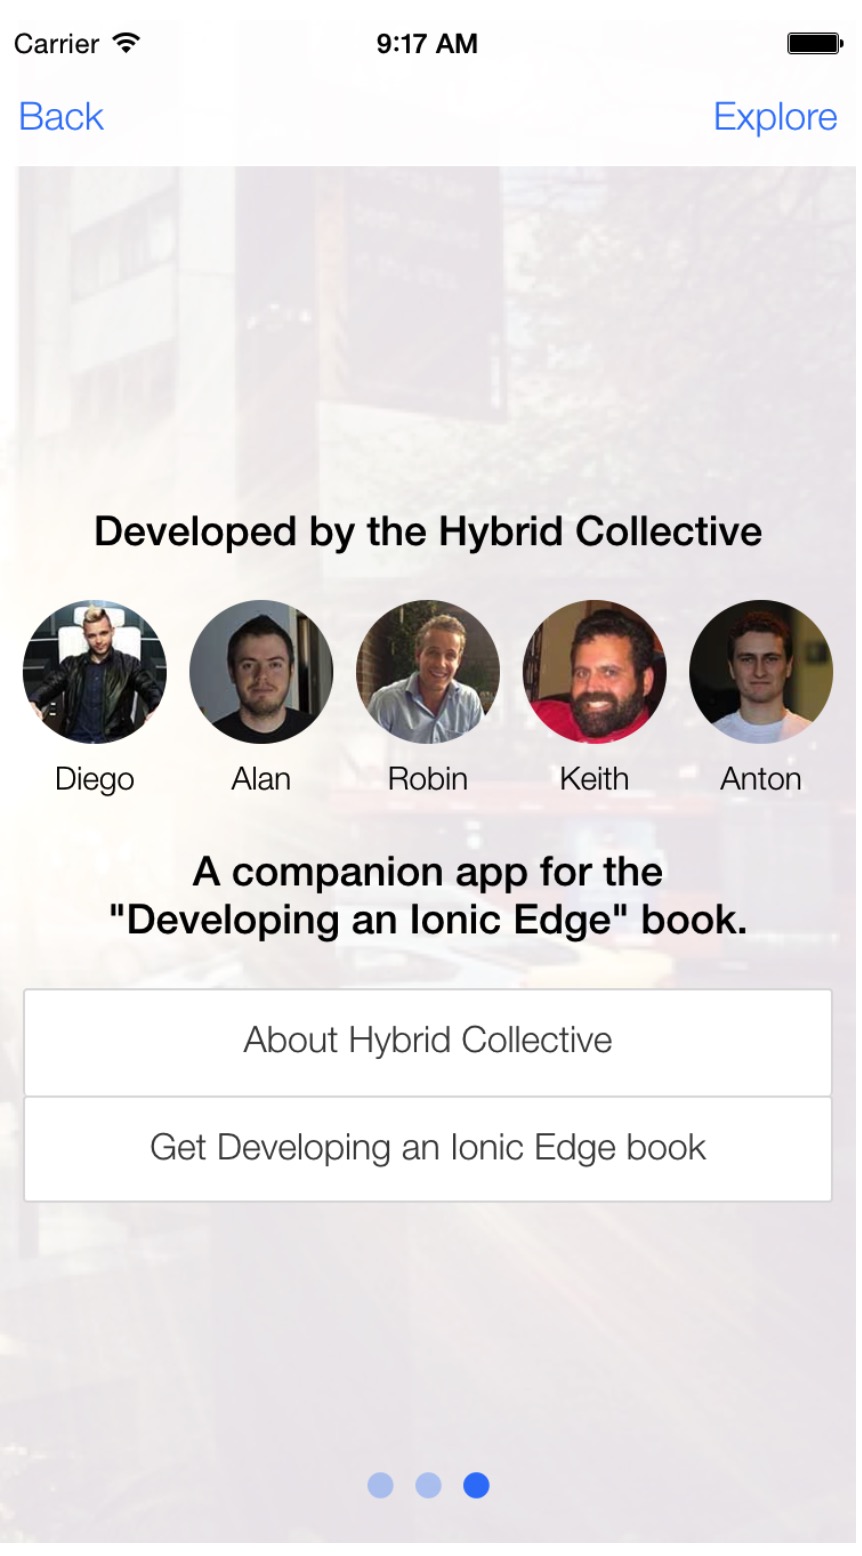 Carrier 9:17 AM
Back Explore
Developed by the Hybrid Collective
Diego Alan Robin Keith Anton
A companion app for the
"Developing an Ionic Edge" book.
About Hybrid Collective
Get Developing an Ionic Edge book